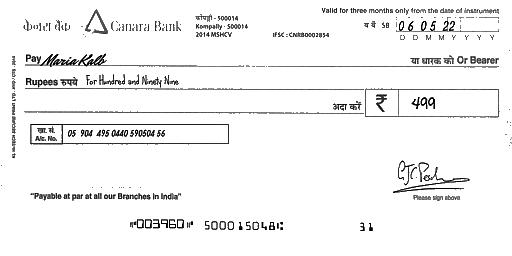 केनरा बैंक Canara Bank
कोमपल्ली - 500014
Kompally - 500014
2014 MSHCV
IFSC : CNRB0002854
Valid for three months only from the date of instrument
SB 06 05 22
D D M M Y Y Y Y
Pay Maria Kalb या धारक को Or Bearer
Rupees रुपये For Hundred and Ninety Nine
अदा करें ₹ 499
खा. सं.
A/c. No. 05 904 495 0440 590504 56
Please sign above
"Payable at par at all our Branches in India"
⑈003960⑈ 500015048⑆ 31